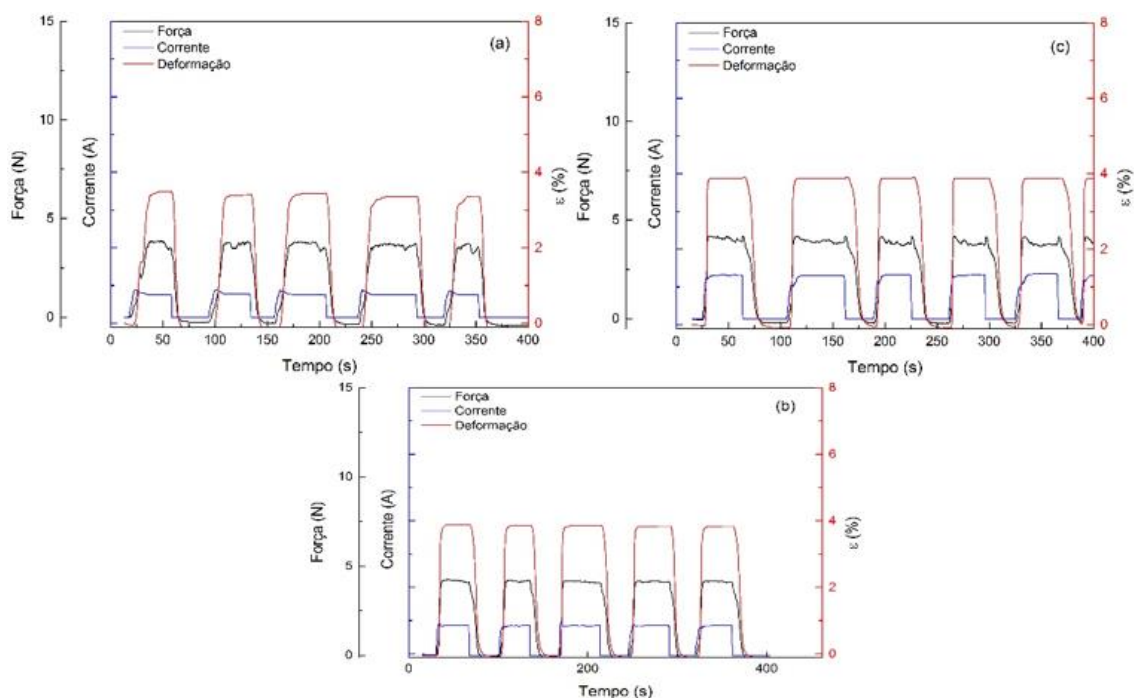 15
10
5
0
Força (N)
Corrente (A)
Força
Corrente
Deformação
(a)
8
6
4
2
0
ε (%)
0 50 100 150 200 250 300 350 400
Tempo (s)
15
10
5
0
Força (N)
Corrente (A)
Força
Corrente
Deformação
(c)
8
6
4
2
0
ε (%)
0 50 100 150 200 250 300 350 400
Tempo (s)
15
10
5
0
Força (N)
Corrente (A)
Força
Corrente
Deformação
(b)
8
6
4
2
0
ε (%)
0 200 400
Tempo (s)